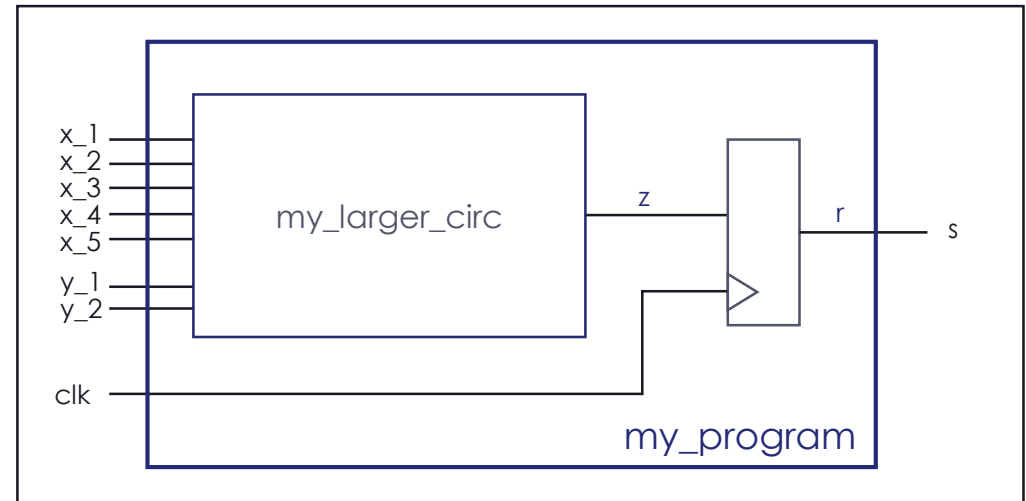 x_1
x_2
x_3
x_4
x_5
y_1
y_2
clk
my_larger_circ
z
r
s
my_program